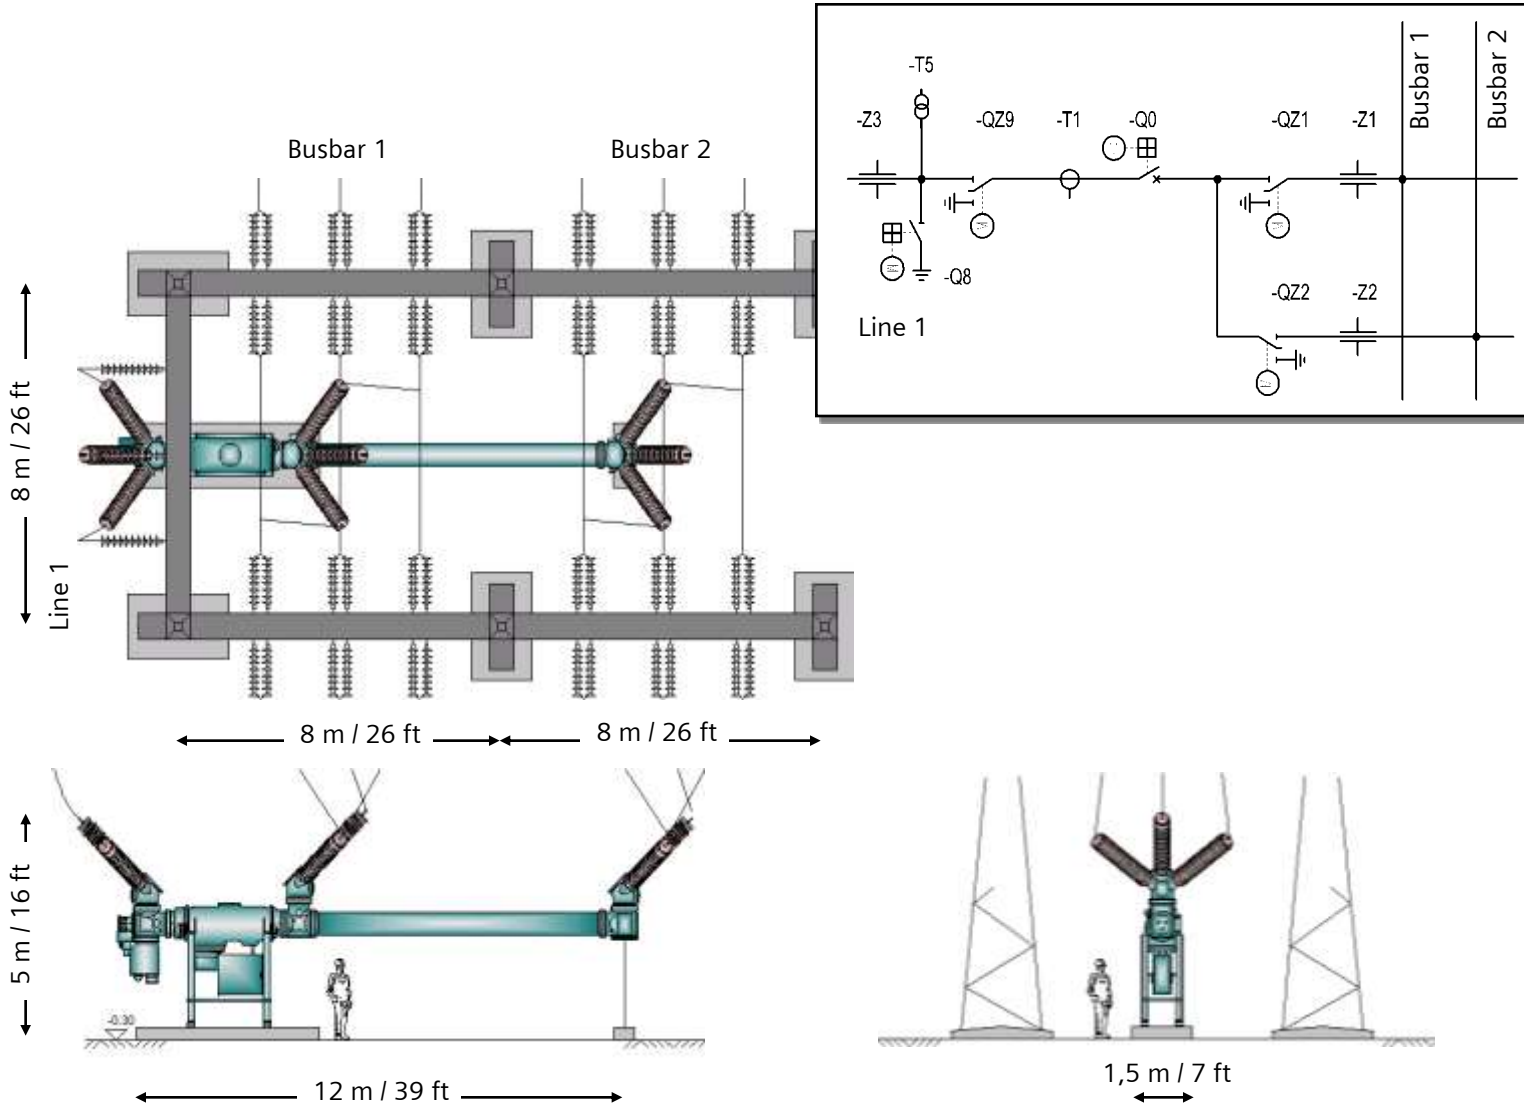 Busbar 1
Busbar 2
8 m / 26 ft
Line 1
8 m / 26 ft
8 m / 26 ft
-T5
-Z3
-QZ9
-T1
-Q0
-QZ1
-Z1
Busbar 1
Busbar 2
-Q8
Line 1
-QZ2
-Z2
5 m / 16 ft
-0.30
12 m / 39 ft
1,5 m / 7 ft